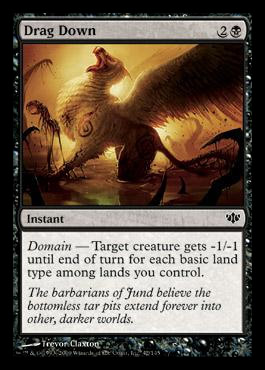 Drag Down 2
Instant
Domain — Target creature gets -1/-1
until end of turn for each basic land
type among lands you control.
The barbarians of Jund believe the
bottomless tar pits extend forever into
other, darker worlds.
Trevor Claxton